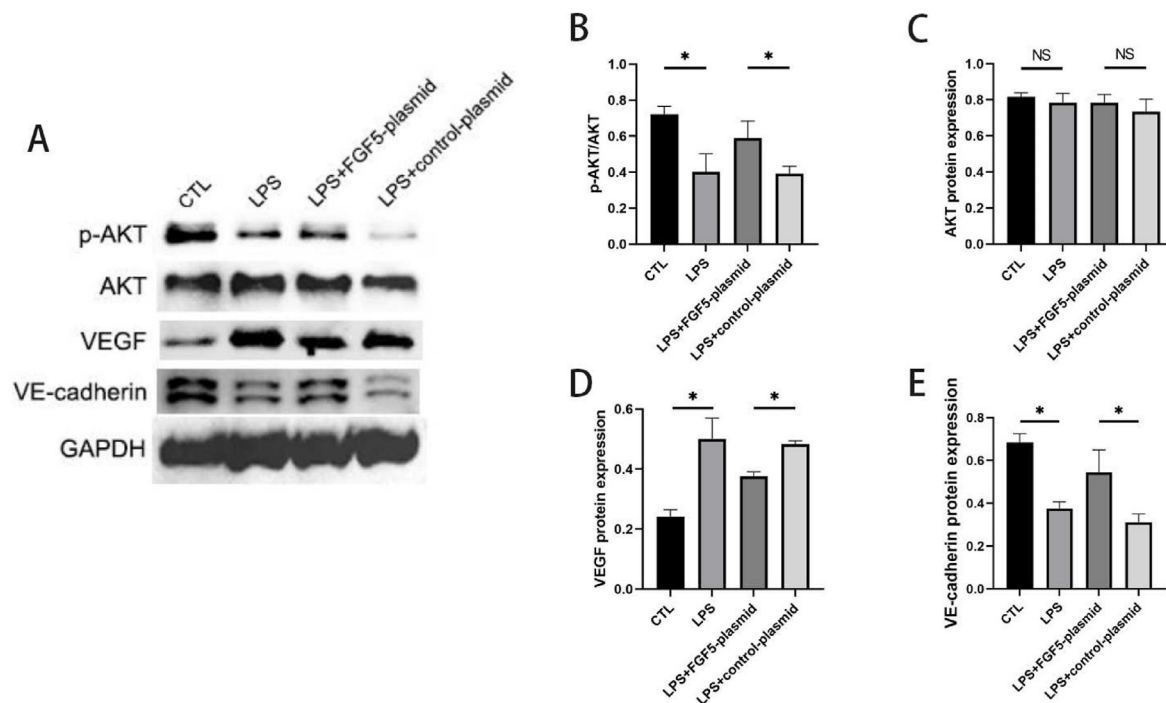 A
CTL
LPS
LPS+FGF5-plasmid
LPS+control-plasmid
p-AKT
AKT
VEGF
VE-cadherin
GAPDH
B
p-AKT/AKT
1.0
0.8
0.6
0.4
0.2
0.0
*
*
CTL
LPS
LPS+FGF5-plasmid
LPS+control-plasmid
C
AKT protein expression
1.0
0.8
0.6
0.4
0.2
0.0
NS
NS
CTL
LPS
LPS+FGF5-plasmid
LPS+control-plasmid
D
VEGF protein expression
0.6
0.4
0.2
0.0
*
*
CTL
LPS
LPS+FGF5-plasmid
LPS+control-plasmid
E
VE-cadherin protein expression
0.8
0.6
0.4
0.2
0.0
*
*
CTL
LPS
LPS+FGF5-plasmid
LPS+control-plasmid